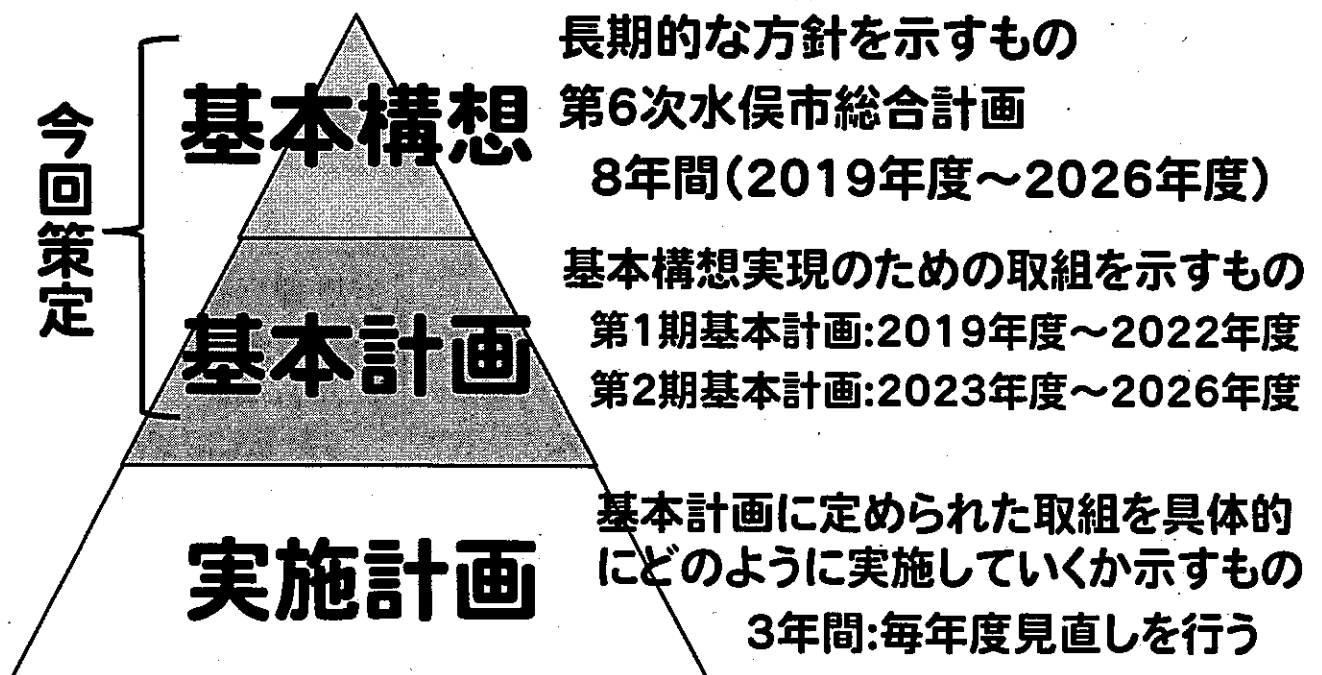 今回策定
基本構想
長期的な方針を示すもの
第6次水俣市総合計画
8年間(2019年度～2026年度)
基本計画
基本構想実現のための取組を示すもの
第1期基本計画:2019年度～2022年度
第2期基本計画:2023年度～2026年度
実施計画
基本計画に定められた取組を具体的
にどのように実施していくか示すもの
3年間:毎年度見直しを行う